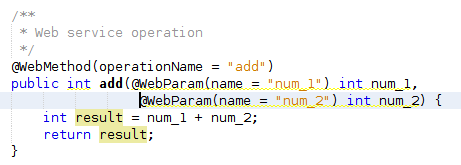 /**
 * Web service operation
 */
@WebMethod(operationName = "add")
public int add(@WebParam(name = "num_1") int num_1,
               @WebParam(name = "num_2") int num_2) {
    int result = num_1 + num_2;
    return result;
}